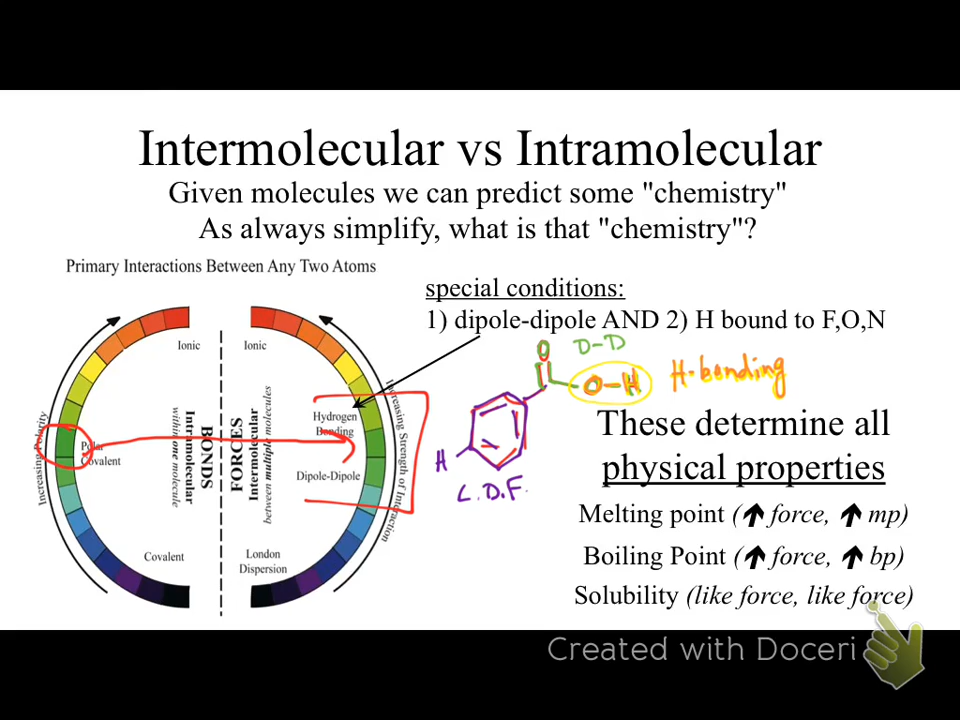 Intermolecular vs Intramolecular
Given molecules we can predict some "chemistry"
As always simplify, what is that "chemistry"?
Primary Interactions Between Any Two Atoms
special conditions:
1) dipole-dipole AND 2) H bound to F,O,N
Increasing Polarity
Ionic
Polar
Covalent
Covalent
BONDS
Intramolecular
within one molecule
FORCES
Intermolecular
between multiple molecules
Ionic
Hydrogen
Bonding
Dipole-Dipole
London
Dispersion
Increasing Strength of Interaction
O
D-D
O-H
H-bonding
H
L.D.F.
These determine all
physical properties
Melting point (⬆ force, ⬆ mp)
Boiling Point (⬆ force, ⬆ bp)
Solubility (like force, like force)
Created with Doceri